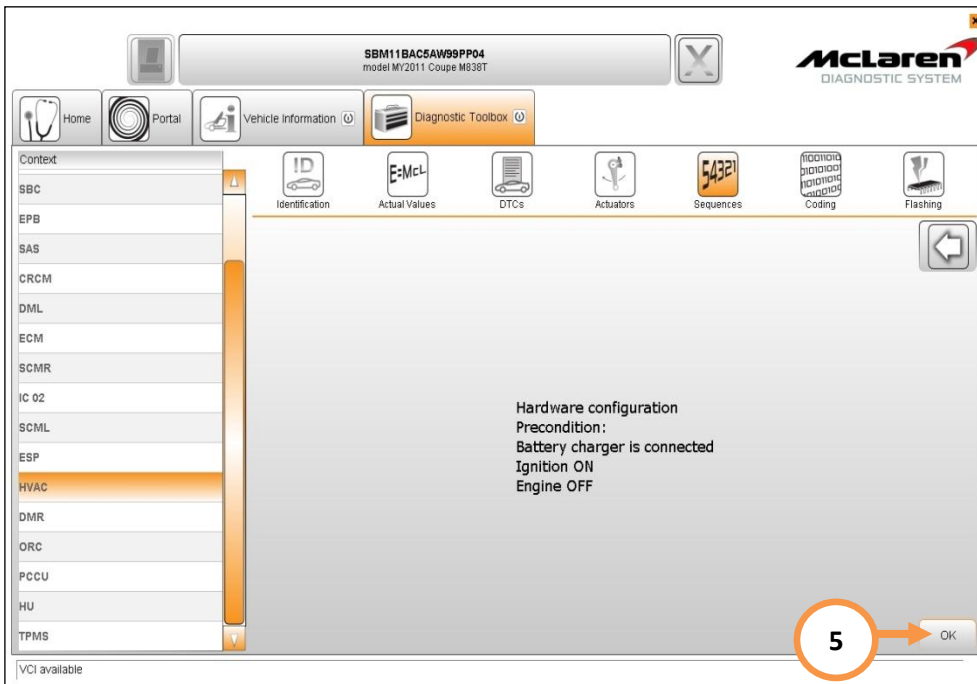 SBM11BAC5AW99PP04
model MY2011 Coupe M838T
X
McLaren
DIAGNOSTIC SYSTEM
Home
Portal
Vehicle Information
Diagnostic Toolbox
Context
SBC
EPB
SAS
CRCM
DML
ECM
SCMR
IC 02
SCML
ESP
HVAC
DMR
ORC
PCCU
HU
TPMS
ID
Identification
E=McL
Actual Values
DTCs
Actuators
54321
Sequences
Coding
Flashing
Hardware configuration
Precondition:
Battery charger is connected
Ignition ON
Engine OFF
5
OK
VCI available